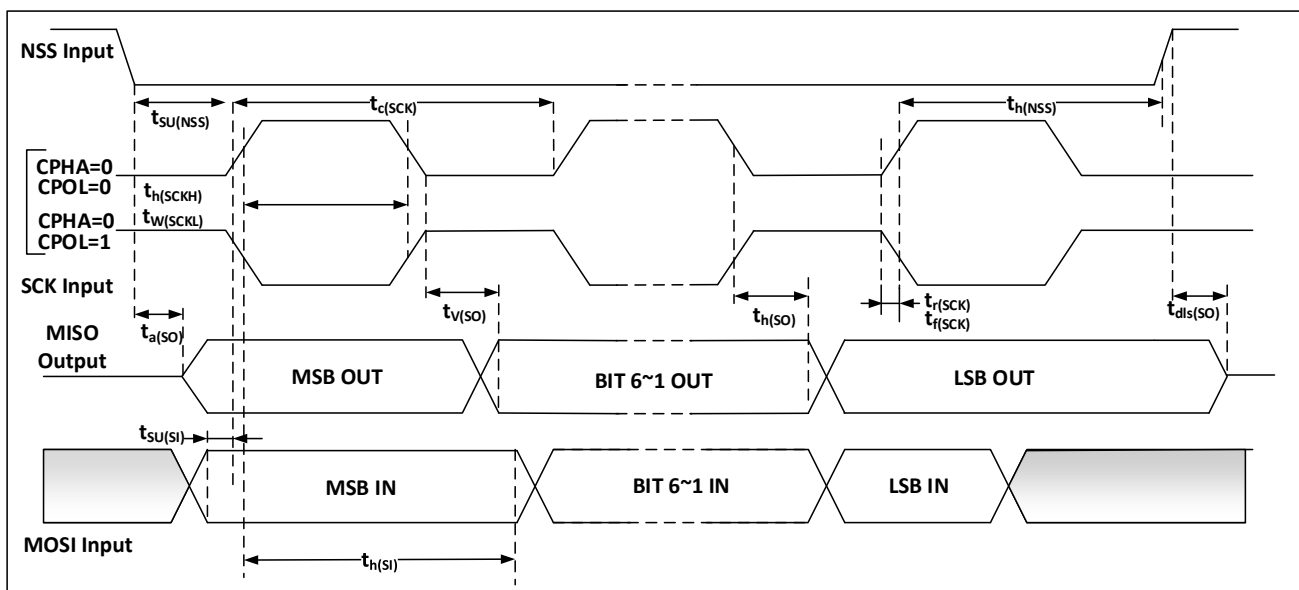 NSS Input
tSU(NSS)
tc(SCK)
th(NSS)
CPHA=0
CPOL=0
th(SCKH)
tW(SCKL)
CPHA=0
CPOL=1
SCK Input
ta(SO)
tV(SO)
th(SO)
tr(SCK)
tf(SCK)
tdIs(SO)
MISO
Output
MSB OUT
BIT 6~1 OUT
LSB OUT
tSU(SI)
MSB IN
BIT 6~1 IN
LSB IN
MOSI Input
th(SI)